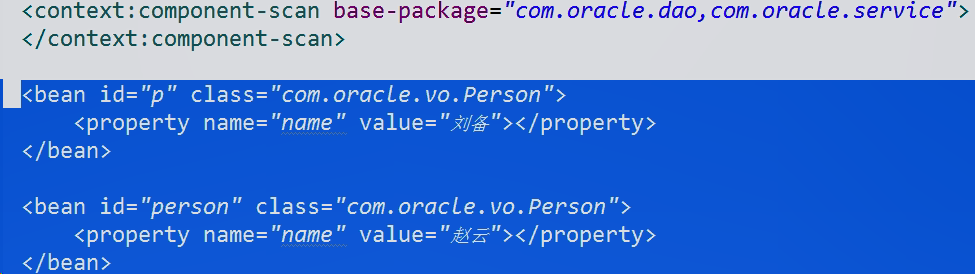 <context:component-scan base-package="com.oracle.dao,com.oracle.service">
</context:component-scan>
<bean id="p" class="com.oracle.vo.Person">
<property name="name" value="刘备"></property>
</bean>
<bean id="person" class="com.oracle.vo.Person">
<property name="name" value="赵云"></property>
</bean>